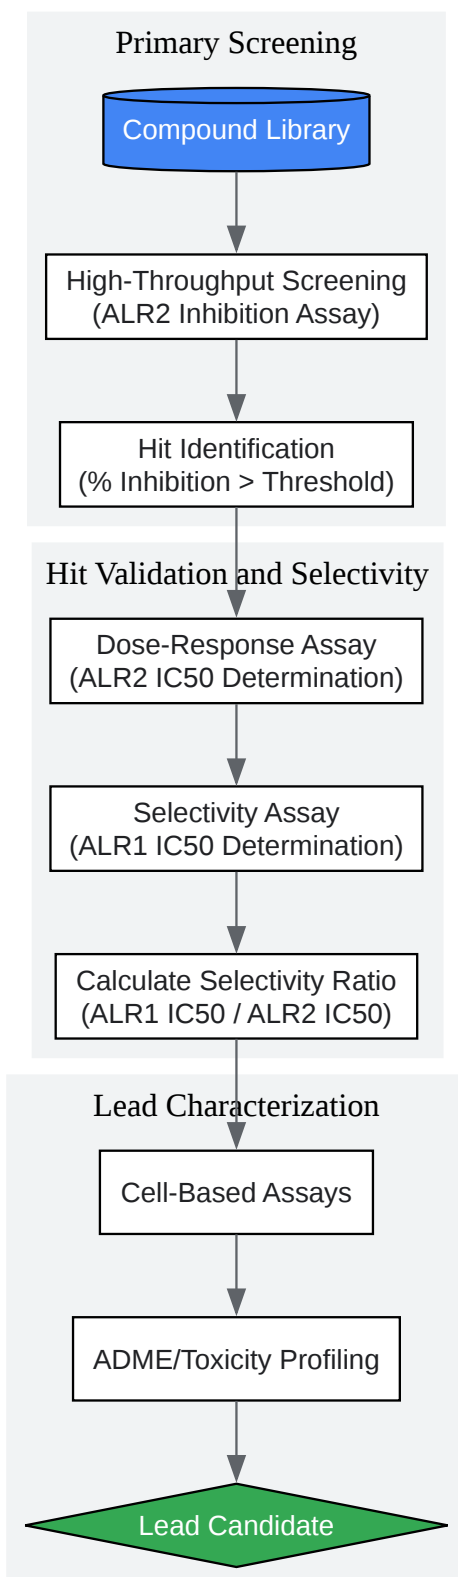 Primary Screening
Compound Library
High-Throughput Screening
(ALR2 Inhibition Assay)
Hit Identification
(% Inhibition > Threshold)
Hit Validation and Selectivity
Dose-Response Assay
(ALR2 IC50 Determination)
Selectivity Assay
(ALR1 IC50 Determination)
Calculate Selectivity Ratio
(ALR1 IC50 / ALR2 IC50)
Lead Characterization
Cell-Based Assays
ADME/Toxicity Profiling
Lead Candidate